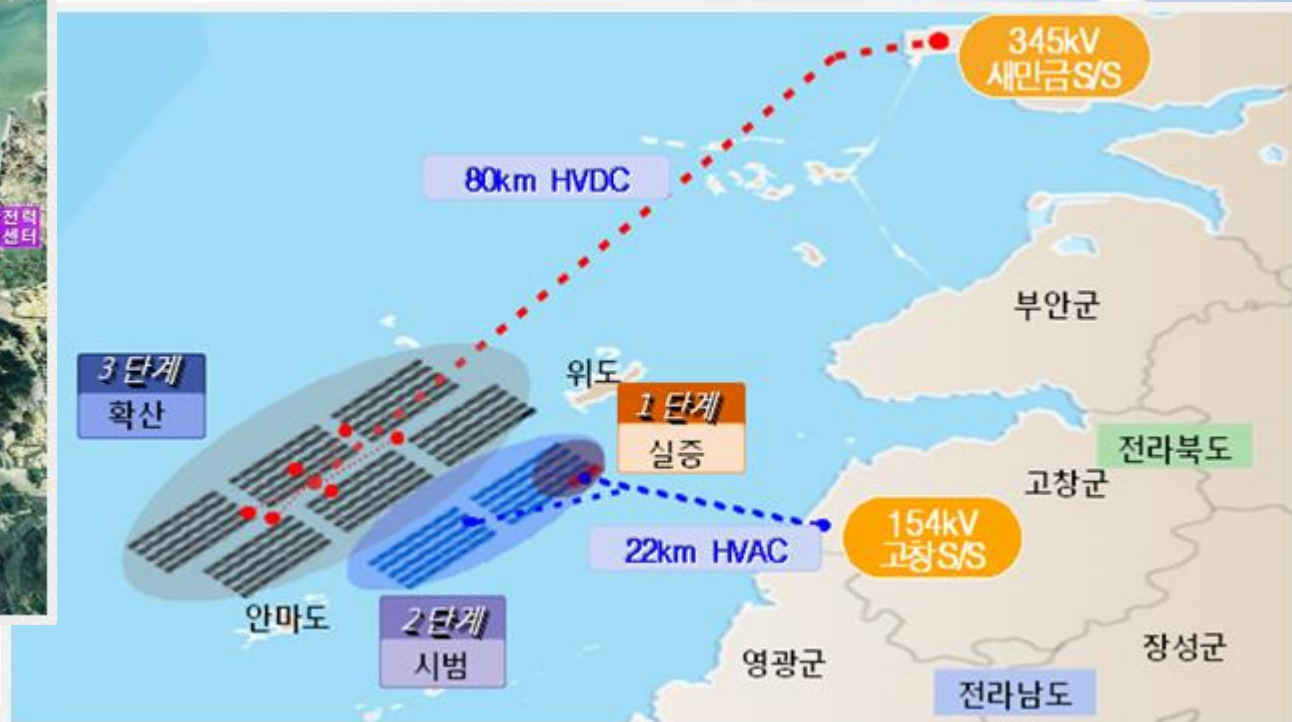 345kV
새만금 S/S
80km HVDC
전력
센터
부안군
3 단계
확산
위도
1 단계
실증
전라북도
고창군
154kV
고창 S/S
22km HVAC
안마도
2 단계
시범
영광군
장성군
전라남도